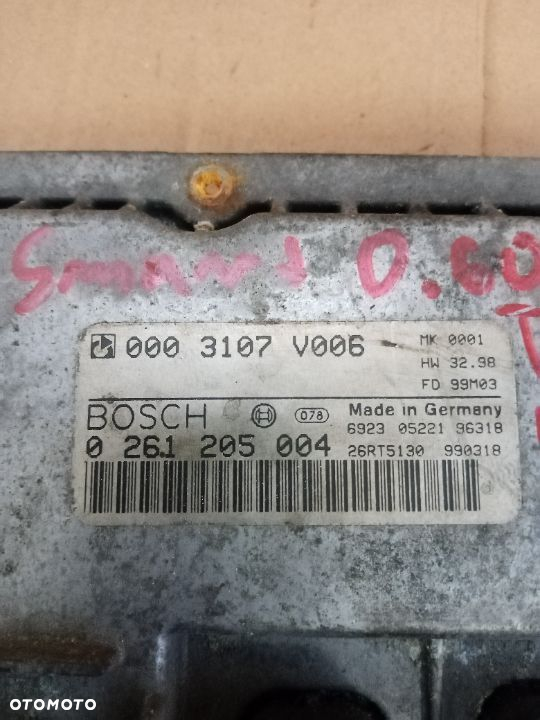 Smart 0.60
000 3107 V006
MK 0001
HW 32.98
FD 99M03
BOSCH 078 Made in Germany
6923 05221 96318
0 261 205 004 26RT5130 990318
OTOMOTO